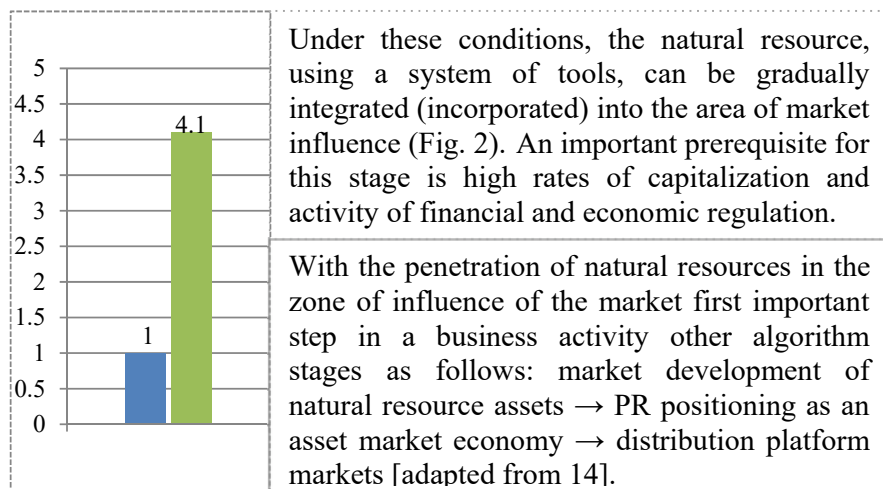 5
4.5
4
3.5
3
2.5
2
1.5
1
0.5
0
4.1
1
Under these conditions, the natural resource,
using a system of tools, can be gradually
integrated (incorporated) into the area of market
influence (Fig. 2). An important prerequisite for
this stage is high rates of capitalization and
activity of financial and economic regulation.
With the penetration of natural resources in the
zone of influence of the market first important
step in a business activity other algorithm
stages as follows: market development of
natural resource assets → PR positioning as an
asset market economy → distribution platform
markets [adapted from 14].